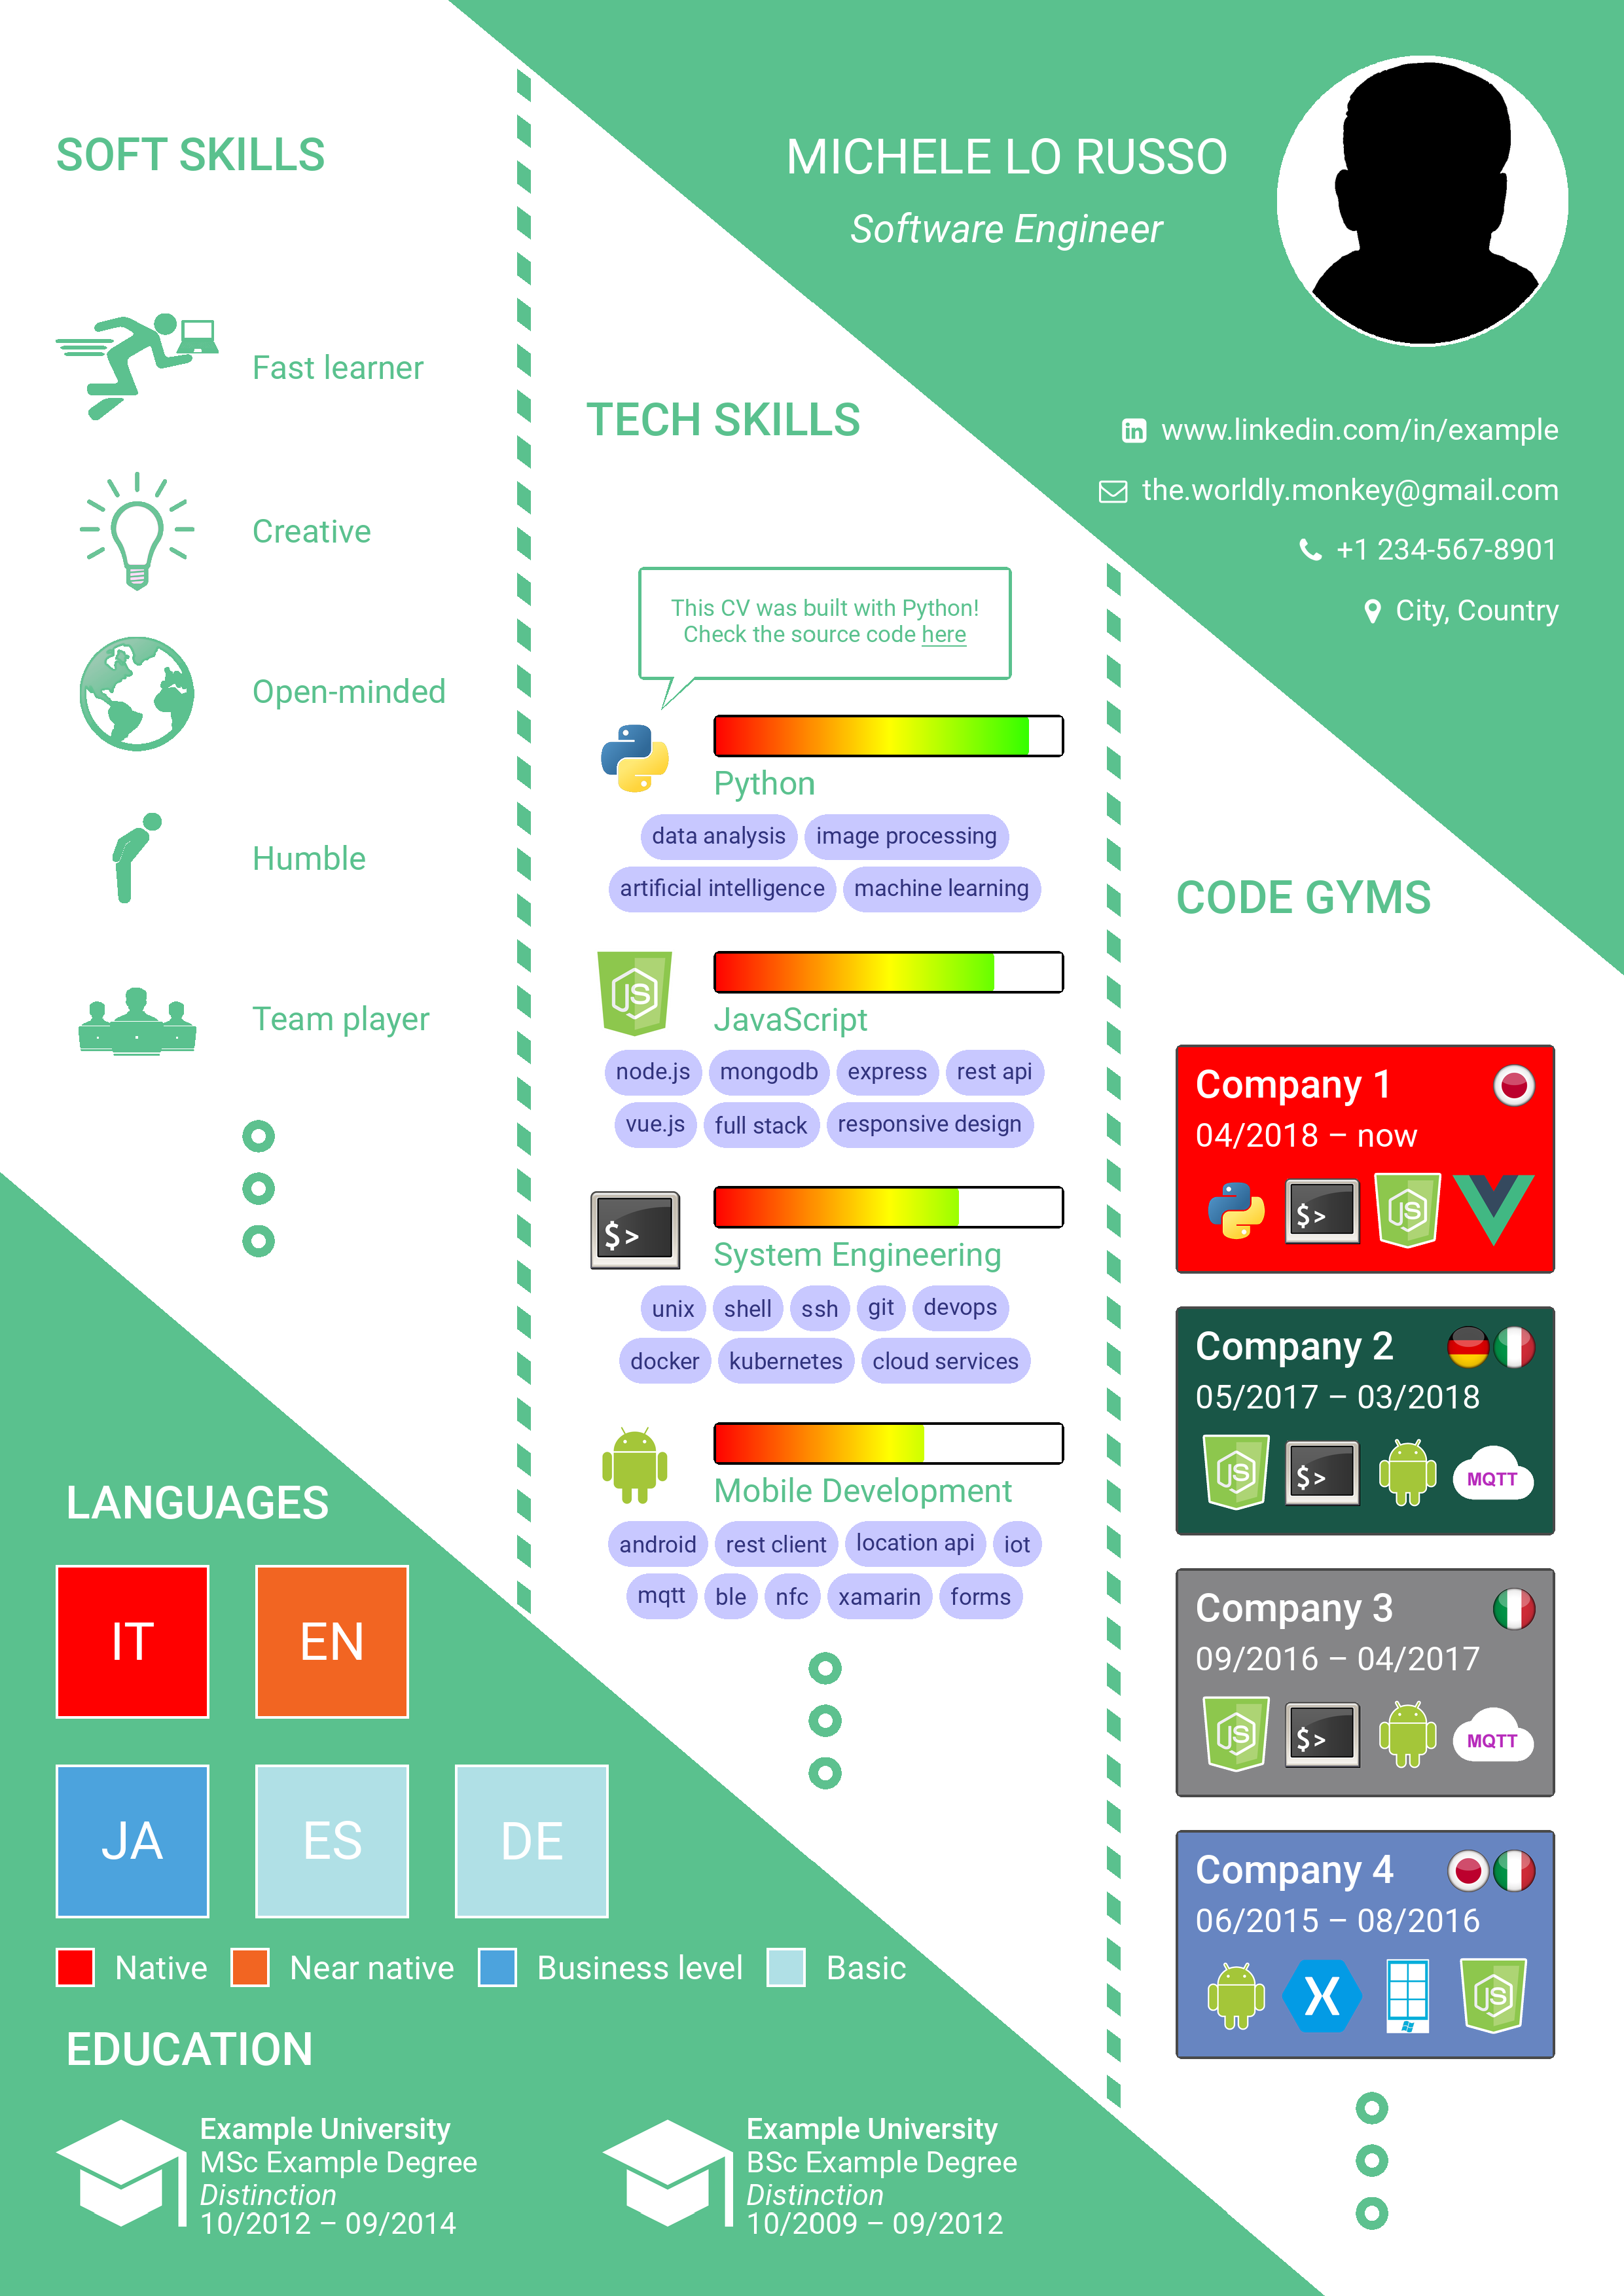 MICHELE LO RUSSO
Software Engineer
www.linkedin.com/in/example
the.worldly.monkey@gmail.com
+1 234-567-8901
City, Country
SOFT SKILLS
Fast learner
Creative
Open-minded
Humble
Team player
TECH SKILLS
This CV was built with Python!
Check the source code here
Python
data analysis image processing
artificial intelligence machine learning
JS
JavaScript
node.js mongodb express rest api
vue.js full stack responsive design
$>
System Engineering
unix shell ssh git devops
docker kubernetes cloud services
Mobile Development
android rest client location api iot
mqtt ble nfc xamarin forms
CODE GYMS
Company 1
04/2018 – now
$> JS
Company 2
05/2017 – 03/2018
JS $> MQTT
Company 3
09/2016 – 04/2017
JS $> MQTT
Company 4
06/2015 – 08/2016
X JS
LANGUAGES
IT EN
JA ES DE
Native Near native Business level Basic
EDUCATION
Example University
MSc Example Degree
Distinction
10/2012 – 09/2014
Example University
BSc Example Degree
Distinction
10/2009 – 09/2012